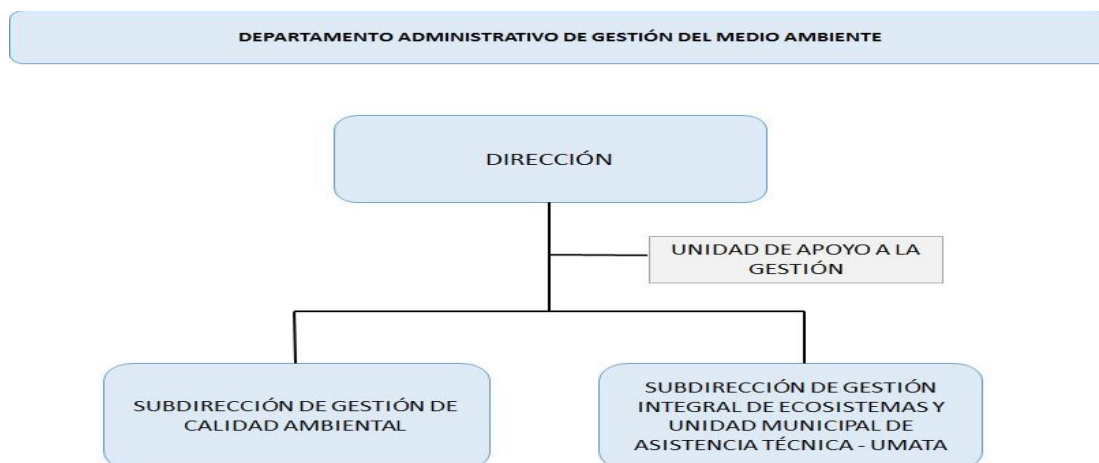 DEPARTAMENTO ADMINISTRATIVO DE GESTIÓN DEL MEDIO AMBIENTE
DIRECCIÓN
UNIDAD DE APOYO A LA
GESTIÓN
SUBDIRECCIÓN DE GESTIÓN DE
CALIDAD AMBIENTAL
SUBDIRECCIÓN DE GESTIÓN
INTEGRAL DE ECOSISTEMAS Y
UNIDAD MUNICIPAL DE
ASISTENCIA TÉCNICA - UMATA